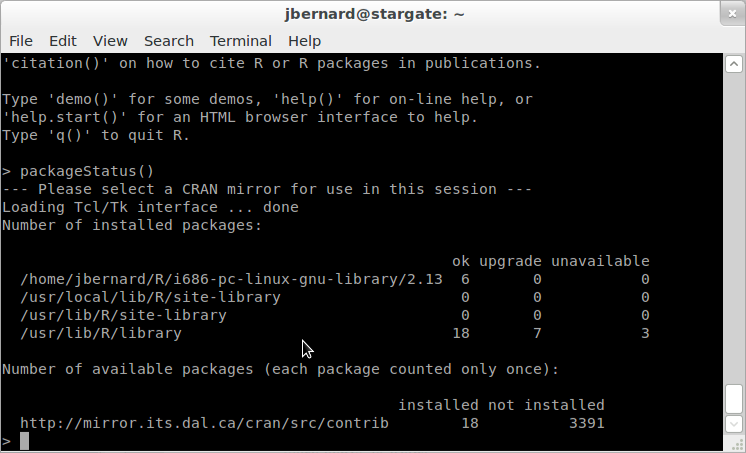 jbernard@stargate: ~
File Edit View Search Terminal Help
'citation()' on how to cite R or R packages in publications.
Type 'demo()' for some demos, 'help()' for on-line help, or
'help.start()' for an HTML browser interface to help.
Type 'q()' to quit R.
> packageStatus()
--- Please select a CRAN mirror for use in this session ---
Loading Tcl/Tk interface ... done
Number of installed packages:
ok upgrade unavailable
/home/jbernard/R/i686-pc-linux-gnu-library/2.13 6 0 0
/usr/local/lib/R/site-library 0 0 0
/usr/lib/R/site-library 0 0 0
/usr/lib/R/library 18 7 3
Number of available packages (each package counted only once):
installed not installed
http://mirror.its.dal.ca/cran/src/contrib 18 3391
>